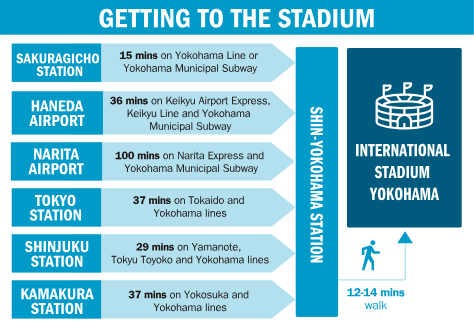 GETTING TO THE STADIUM
SAKURAGICHO
STATION
15 mins on Yokohama Line or
Yokohama Municipal Subway
HANEDA
AIRPORT
36 mins on Keikyu Airport Express,
Keikyu Line and Yokohama
Municipal Subway
NARITA
AIRPORT
100 mins on Narita Express and
Yokohama Municipal Subway
TOKYO
STATION
37 mins on Tokaido and
Yokohama lines
SHINJUKU
STATION
29 mins on Yamanote,
Tokyu Toyoko and Yokohama lines
KAMAKURA
STATION
37 mins on Yokosuka and
Yokohama lines
SHIN-YOKOHAMA STATION
INTERNATIONAL
STADIUM
YOKOHAMA
12-14 mins
walk